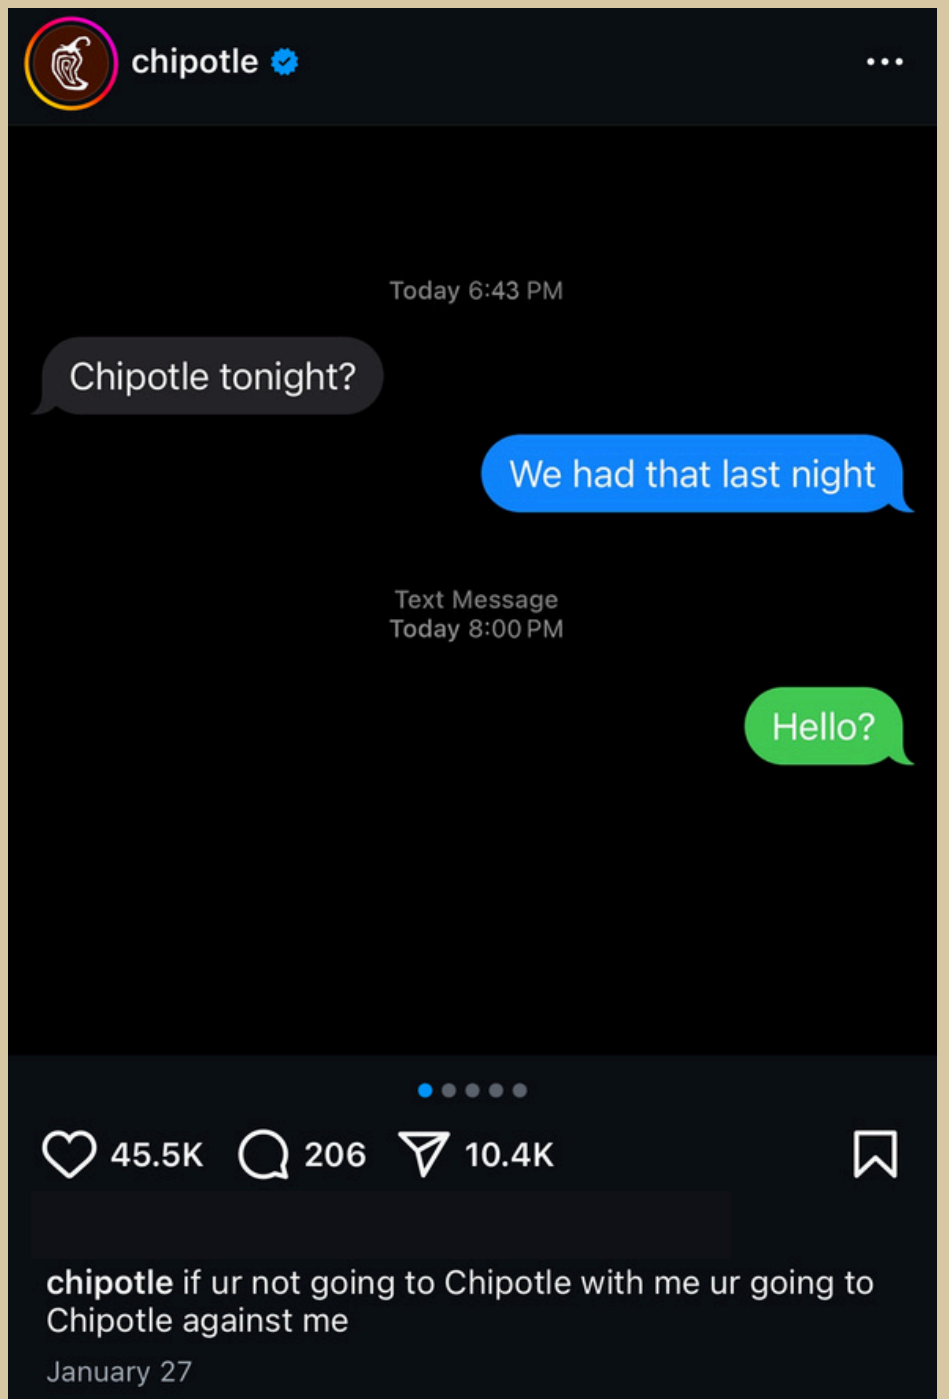 chipotle
Today 6:43 PM
Chipotle tonight?
We had that last night
Text Message
Today 8:00 PM
Hello?
45.5K 206 10.4K
chipotle if ur not going to Chipotle with me ur going to
Chipotle against me
January 27